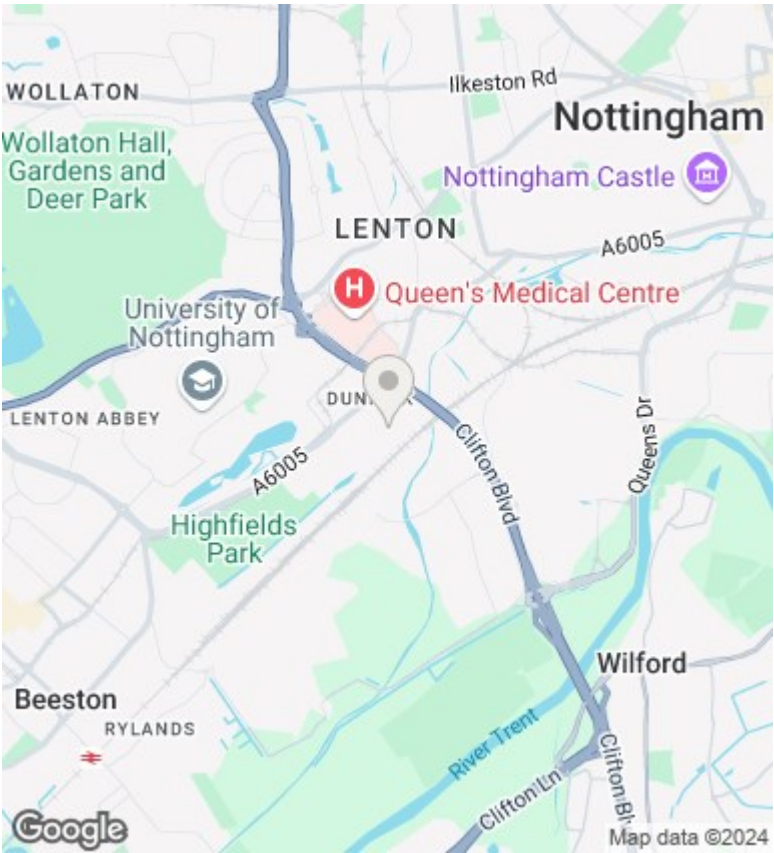 WOLLATON
Ilkeston Rd
Nottingham
Wollaton Hall,
Gardens and
Deer Park
Nottingham Castle
LENTON
A6005
H
Queen's Medical Centre
University of
Nottingham
LENTON ABBEY
Queens Dr
Clifton Blvd
A6005
Highfields
Park
Wilford
Beeston
RYLANDS
River Trent
Clifton Ln
Clifton Blv
Google
Map data ©2024